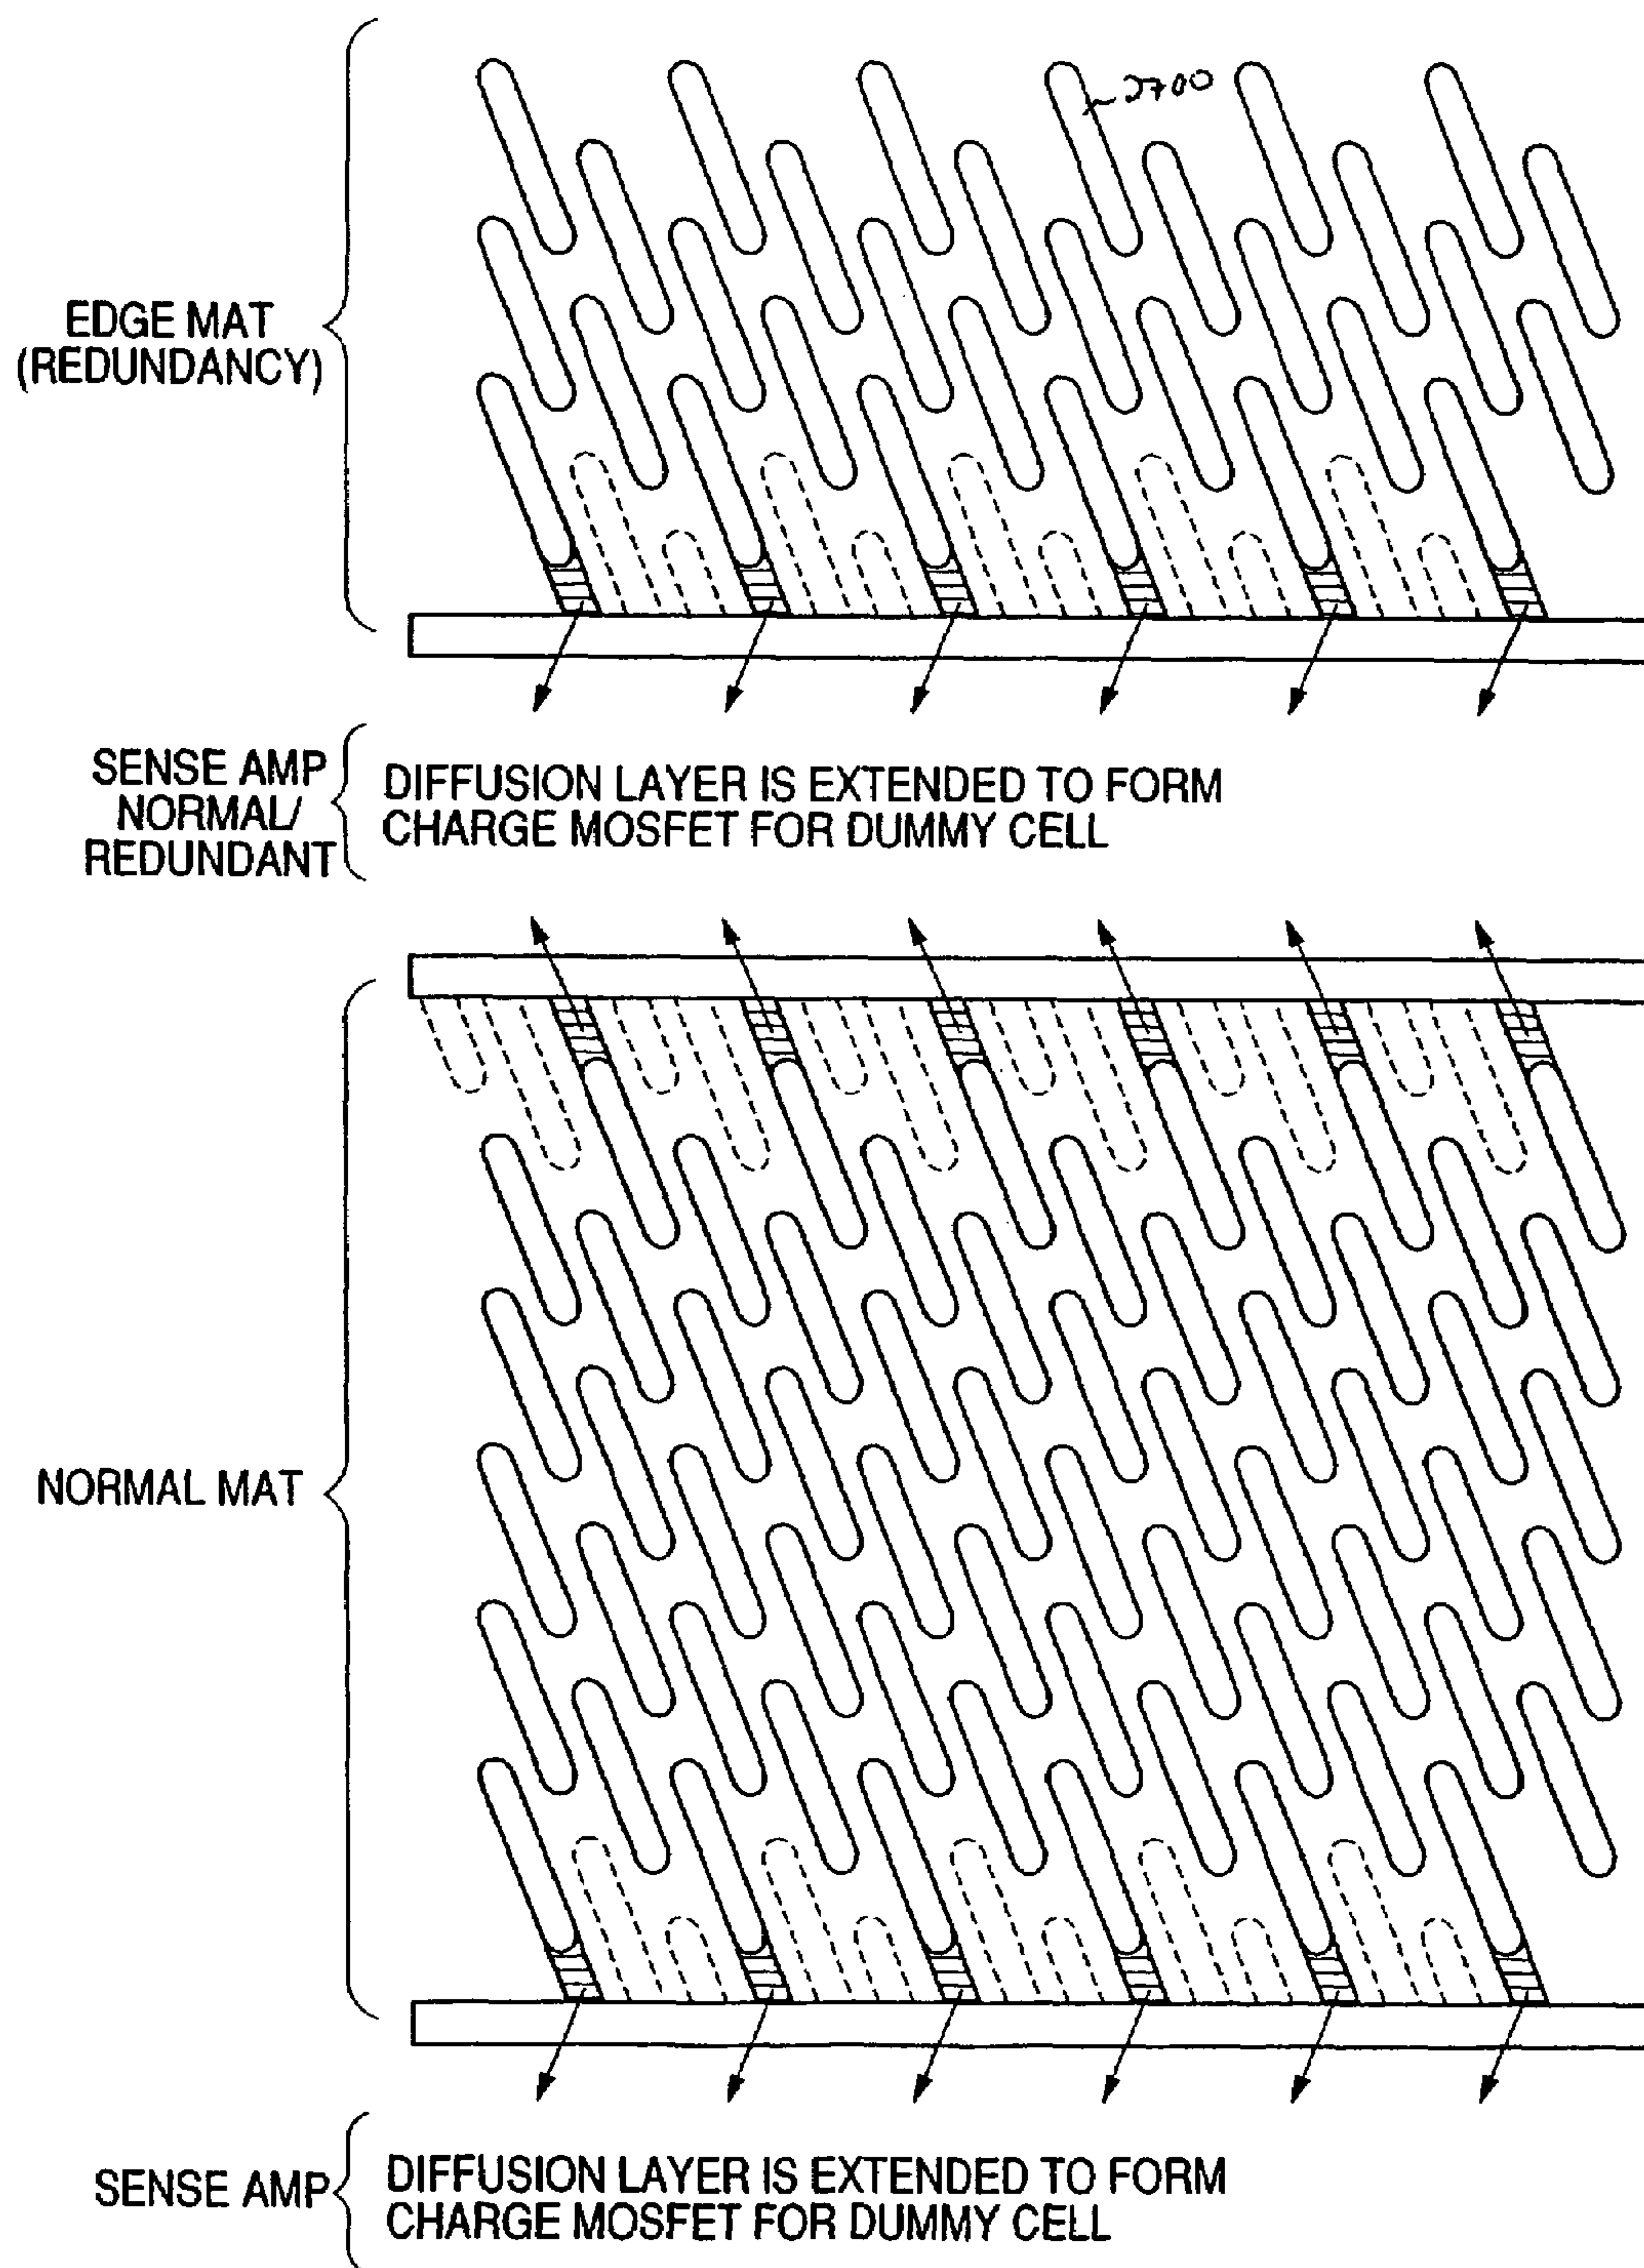 2700
EDGE MAT
(REDUNDANCY)
SENSE AMP
NORMAL/
REDUNDANT
DIFFUSION LAYER IS EXTENDED TO FORM
CHARGE MOSFET FOR DUMMY CELL
NORMAL MAT
SENSE AMP
DIFFUSION LAYER IS EXTENDED TO FORM
CHARGE MOSFET FOR DUMMY CELL